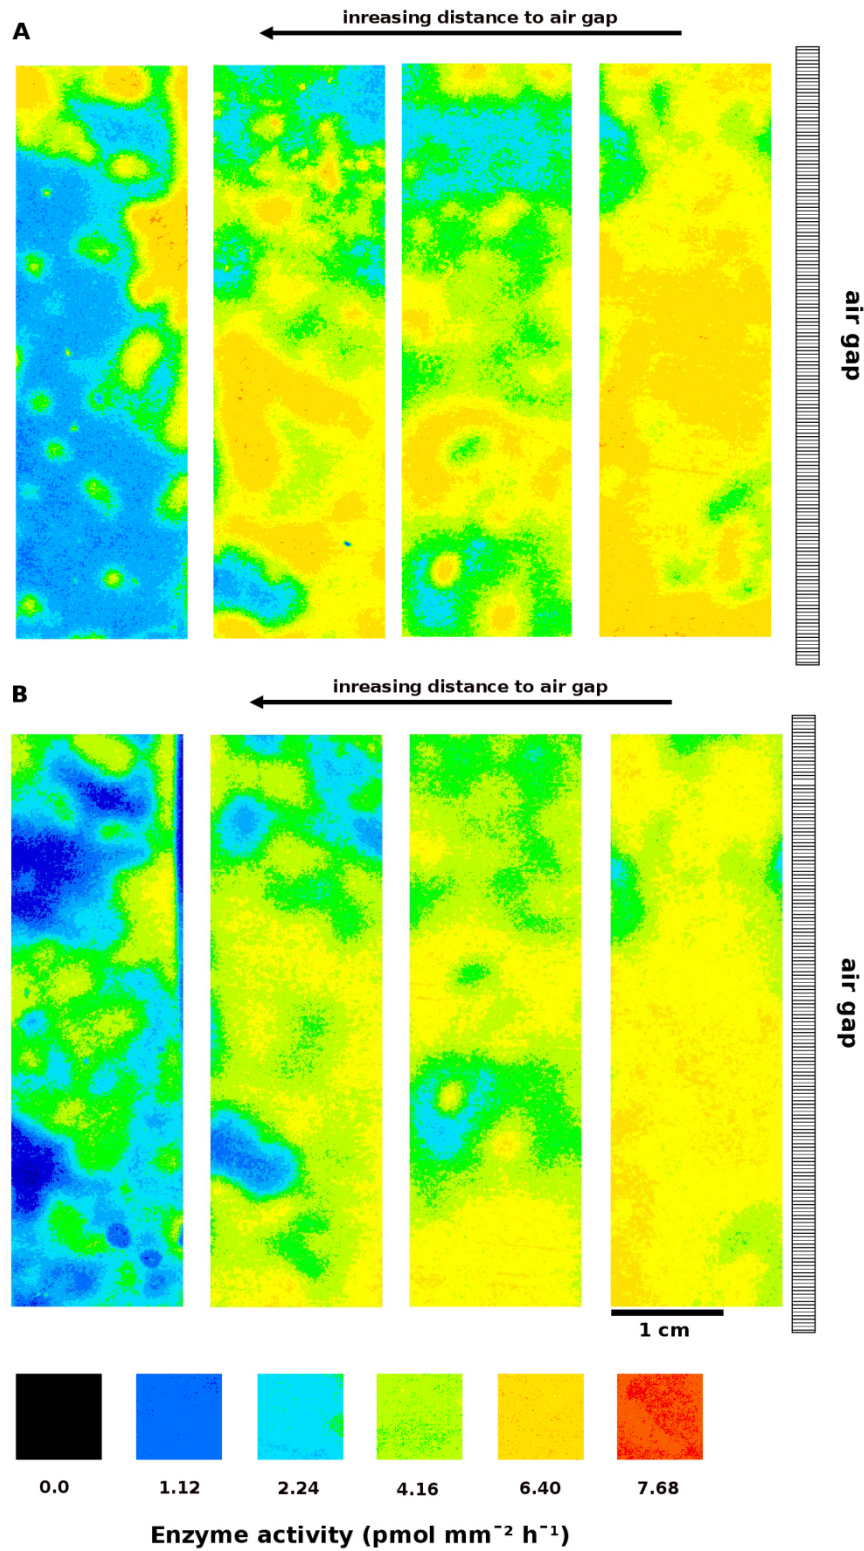 A
inreasing distance to air gap
air gap
B
inreasing distance to air gap
air gap
1 cm
0.0 1.12 2.24 4.16 6.40 7.68
Enzyme activity (pmol mm⁻² h⁻¹)